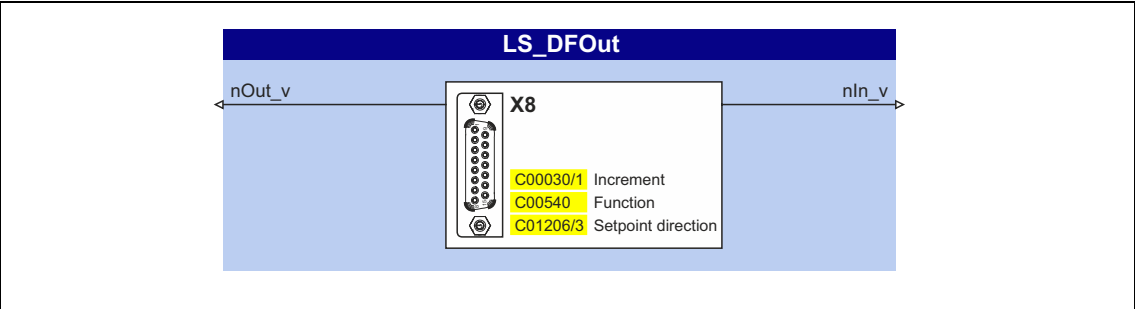 LS_DFOut
nOut_v
nIn_v
X8
C00030/1 Increment
C00540 Function
C01206/3 Setpoint direction